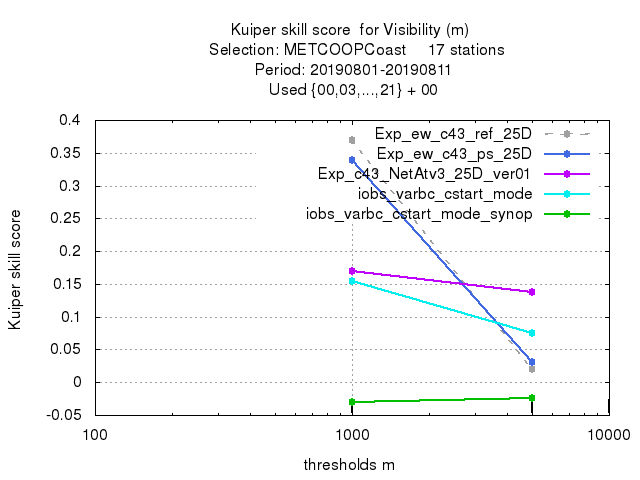 Kuiper skill score  for Visibility (m)
Selection: METCOOPCoast     17 stations
Period: 20190801-20190811
Used {00,03,...,21} + 00
0.4
0.35
0.3
0.25
0.2
0.15
0.1
0.05
0
-0.05
Kuiper skill score
Exp_ew_c43_ref_25D
Exp_ew_c43_ps_25D
Exp_c43_NetAtv3_25D_ver01
iobs_varbc_cstart_mode
iobs_varbc_cstart_mode_synop
100
1000
10000
thresholds m